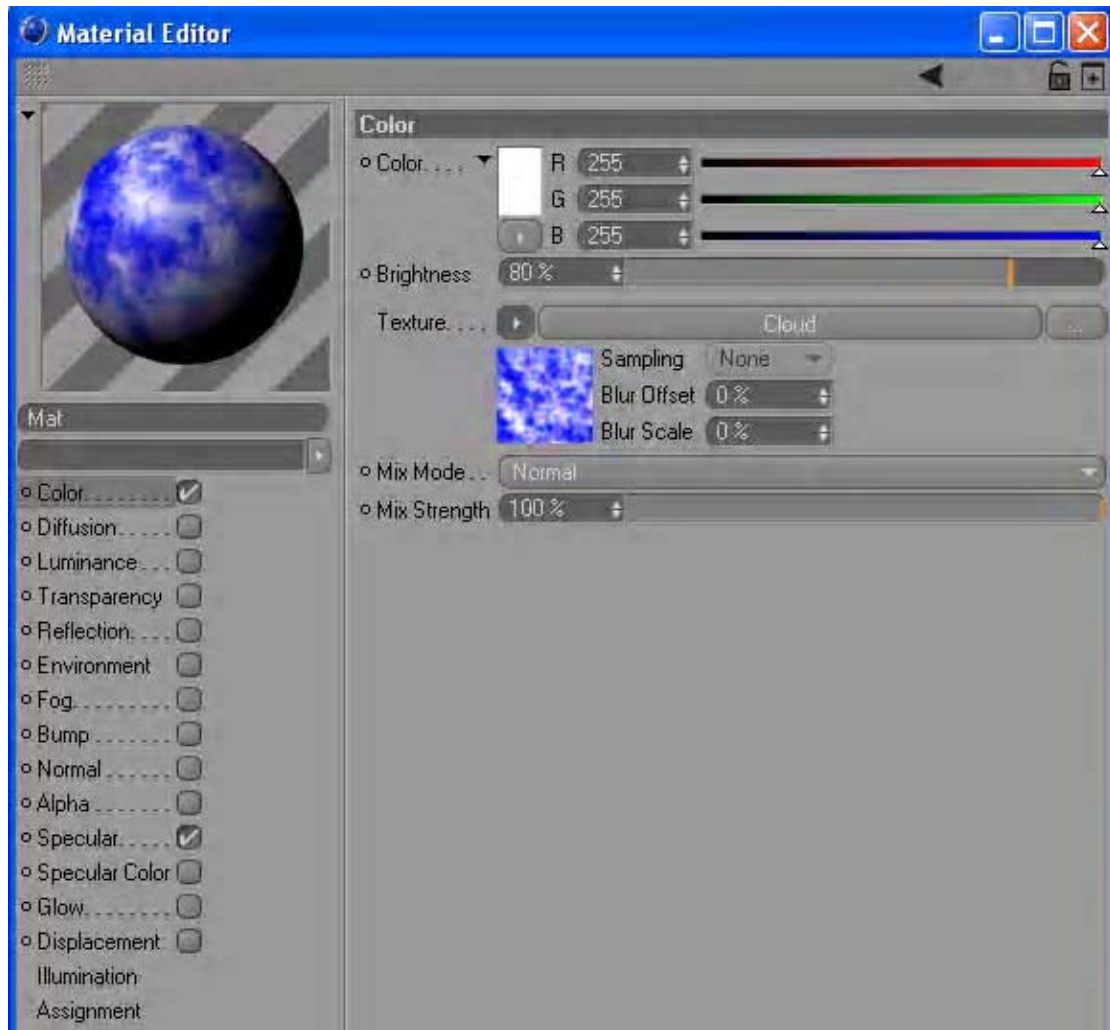 Material Editor
Color
Color. . . . R 255
G 255
B 255
Brightness 80 %
Texture. . . . Cloud ...
Sampling None
Blur Offset 0 %
Blur Scale 0 %
Mix Mode . . Normal
Mix Strength 100 %
Mat
Color. . . . . . . .
Diffusion. . . . .
Luminance . . .
Transparency
Reflection. . . .
Environment
Fog. . . . . . . . .
Bump . . . . . . .
Normal . . . . . .
Alpha . . . . . . .
Specular. . . . .
Specular Color
Glow. . . . . . . .
Displacement
Illumination
Assignment